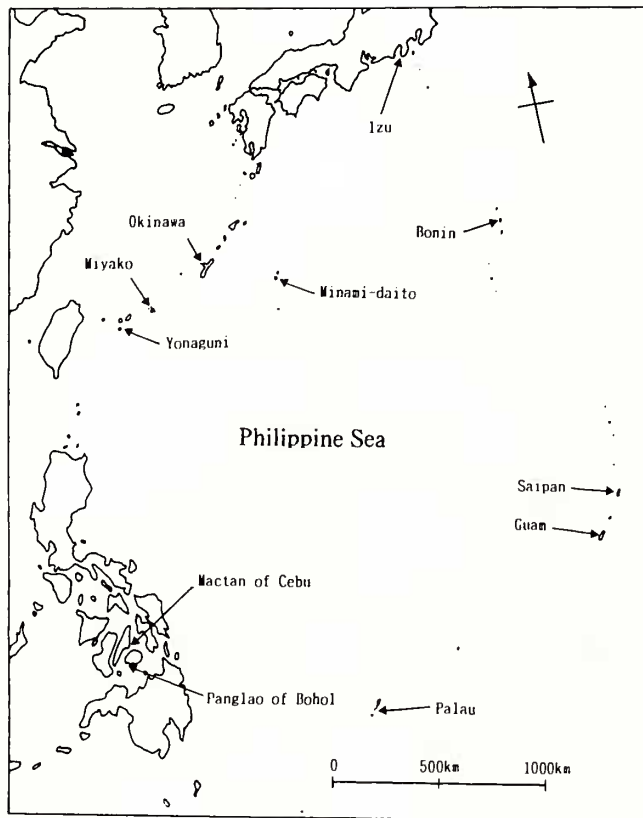 Izu
Bonin
Okinawa
Miyako
Minami-daito
Yonaguni
Philippine Sea
Saipan
Guam
Mactan of Cebu
Panglao of Bohol
Palau
0 500km 1000km